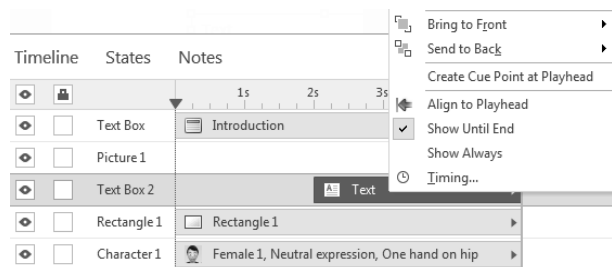 Bring to Front
Send to Back
Create Cue Point at Playhead
Align to Playhead
Show Until End
Show Always
Timing...
Timeline States Notes
1s 2s 3s
Text Box Introduction
Picture 1
Text Box 2 Text
Rectangle 1 Rectangle 1
Character 1 Female 1, Neutral expression, One hand on hip